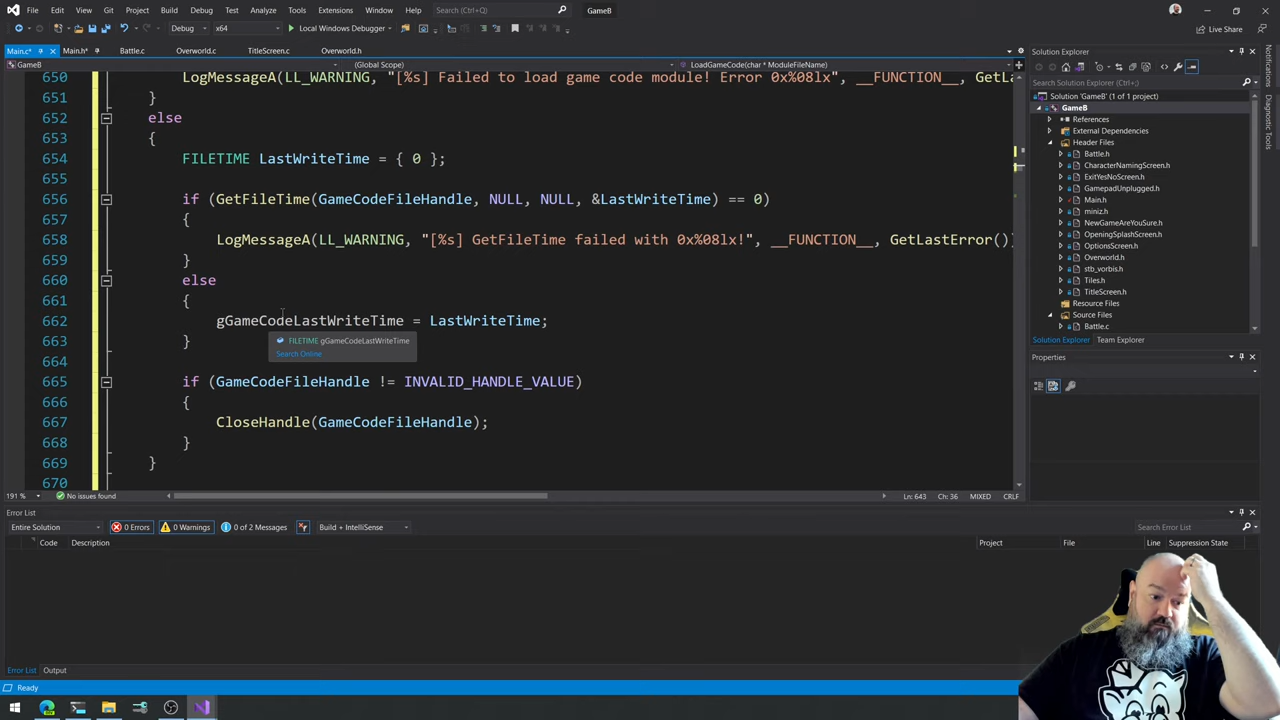 File Edit View Git Project Build Debug Test Analyze Tools Extensions Window Help Search (Ctrl+Q) GameB
Debug x64 Local Windows Debugger Live Share
Main.c* Main.h* Battle.c Overworld.c TitleScreen.c Overworld.h
GameB (Global Scope) LoadGameCode(char * ModuleFileName)
650 LogMessageA(LL_WARNING, "[%s] Failed to load game code module! Error 0x%08lx", __FUNCTION__, GetLa
651 }
652 else
653 {
654 FILETIME LastWriteTime = { 0 };
655
656 if (GetFileTime(GameCodeFileHandle, NULL, NULL, &LastWriteTime) == 0)
657 {
658 LogMessageA(LL_WARNING, "[%s] GetFileTime failed with 0x%08lx!", __FUNCTION__, GetLastError())
659 }
660 else
661 {
662 gGameCodeLastWriteTime = LastWriteTime;
663 }
FILETIME gGameCodeLastWriteTime
Search Online
664
665 if (GameCodeFileHandle != INVALID_HANDLE_VALUE)
666 {
667 CloseHandle(GameCodeFileHandle);
668 }
669 }
670
191 % No issues found Ln: 643 Ch: 36 MIXED CRLF
Solution Explorer
Search Solution Explorer (Ctrl+;)
Solution 'GameB' (1 of 1 project)
GameB
References
External Dependencies
Header Files
Battle.h
CharacterNamingScreen.h
ExitYesNoScreen.h
GamepadUnplugged.h
Main.h
miniz.h
NewGameAreYouSure.h
OpeningSplashScreen.h
OptionsScreen.h
Overworld.h
stb_vorbis.h
Tiles.h
TitleScreen.h
Resource Files
Source Files
Battle.c
Solution Explorer Team Explorer
Properties
Notifications
Diagnostic Tools
Error List
Entire Solution 0 Errors 0 Warnings 0 of 2 Messages Build + IntelliSense Search Error List
Code Description Project File Line Suppression State
Error List Output
Ready